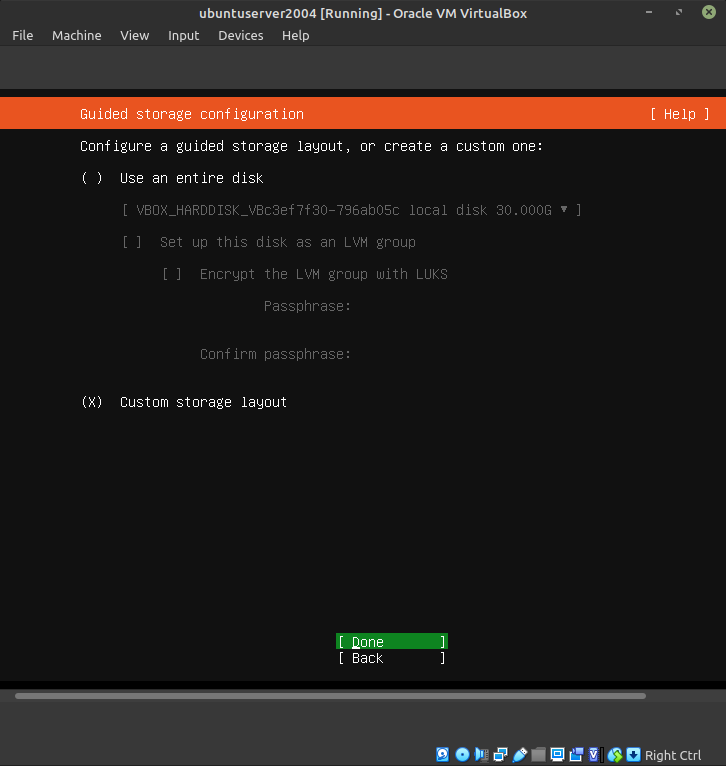 ubuntuserver2004 [Running] - Oracle VM VirtualBox
File Machine View Input Devices Help
Guided storage configuration [ Help ]
Configure a guided storage layout, or create a custom one:
( ) Use an entire disk
[ VBOX_HARDDISK_VBc3ef7f30-796ab05c local disk 30.000G ▾ ]
[ ] Set up this disk as an LVM group
[ ] Encrypt the LVM group with LUKS
Passphrase:
Confirm passphrase:
(X) Custom storage layout
[ Done ]
[ Back ]
Right Ctrl